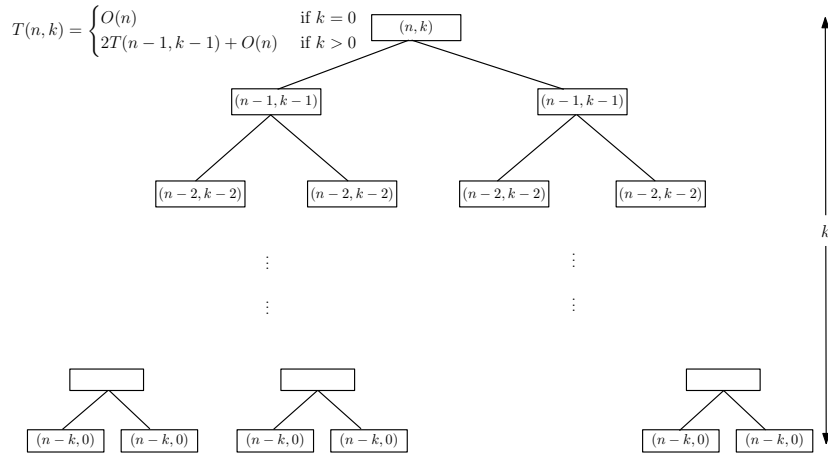 T(n, k) = { O(n) if k = 0
2T(n − 1, k − 1) + O(n) if k > 0
(n, k)
(n − 1, k − 1) (n − 1, k − 1)
(n − 2, k − 2) (n − 2, k − 2) (n − 2, k − 2) (n − 2, k − 2)
k
⋮ ⋮
⋮ ⋮
(n − k, 0) (n − k, 0) (n − k, 0) (n − k, 0) (n − k, 0) (n − k, 0)